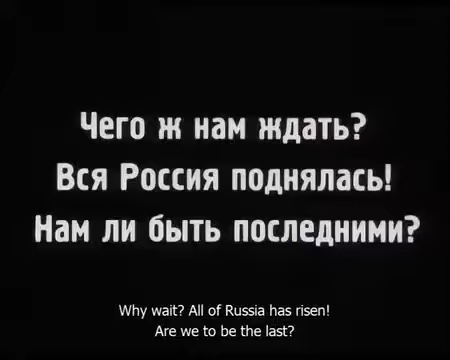 Чего ж нам ждать?
Вся Россия поднялась!
Нам ли быть последними?
Why wait? All of Russia has risen!
Are we to be the last?